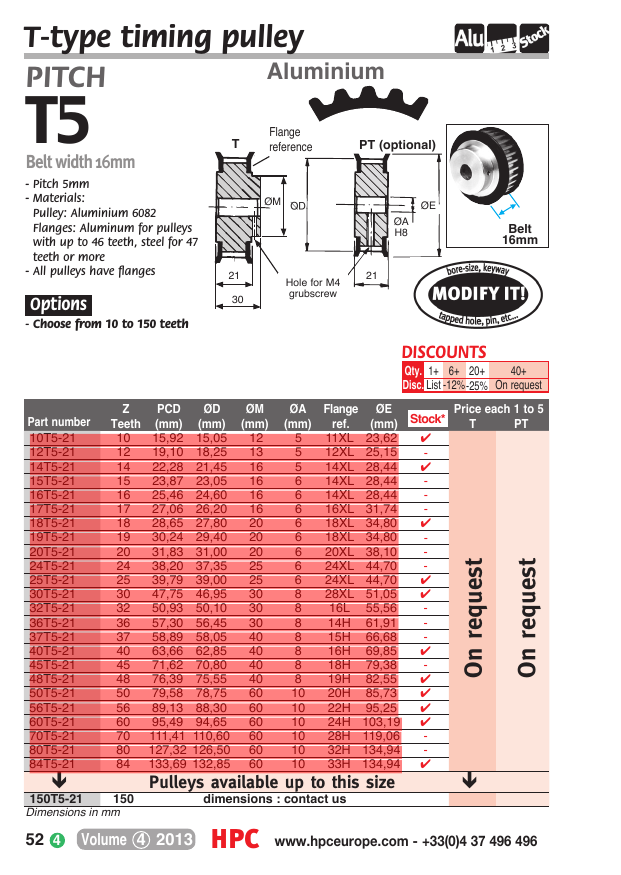 T-type timing pulley
Alu
1 2 3
Stock
PITCH
Aluminium
T5
Belt width 16mm
- Pitch 5mm
- Materials:
Pulley: Aluminium 6082
Flanges: Aluminum for pulleys
with up to 46 teeth, steel for 47
teeth or more
- All pulleys have flanges
Options
- Choose from 10 to 150 teeth
T
Flange
reference
PT (optional)
ØM
ØD
ØA
H8
ØE
21
30
Hole for M4
grubscrew
21
Belt
16mm
bore-size, keyway
MODIFY IT!
tapped hole, pin, etc...
DISCOUNTS
Qty. 1+ 6+ 20+ 40+
Disc. List -12% -25% On request
Part number Z Teeth PCD (mm) ØD (mm) ØM (mm) ØA (mm) Flange ref. ØE (mm) Stock* Price each 1 to 5 T PT
10T5-21 10 15,92 15,05 12 5 11XL 23,62 ✔
12T5-21 12 19,10 18,25 13 5 12XL 25,15 -
14T5-21 14 22,28 21,45 16 5 14XL 28,44 ✔
15T5-21 15 23,87 23,05 16 6 14XL 28,44 -
16T5-21 16 25,46 24,60 16 6 14XL 28,44 -
17T5-21 17 27,06 26,20 16 6 16XL 31,74 -
18T5-21 18 28,65 27,80 20 6 18XL 34,80 ✔
19T5-21 19 30,24 29,40 20 6 18XL 34,80 -
20T5-21 20 31,83 31,00 20 6 20XL 38,10 -
24T5-21 24 38,20 37,35 25 6 24XL 44,70 -
25T5-21 25 39,79 39,00 25 6 24XL 44,70 ✔
30T5-21 30 47,75 46,95 30 8 28XL 51,05 ✔
32T5-21 32 50,93 50,10 30 8 16L 55,56 -
36T5-21 36 57,30 56,45 30 8 14H 61,91 -
37T5-21 37 58,89 58,05 40 8 15H 66,68 -
40T5-21 40 63,66 62,85 40 8 16H 69,85 ✔
45T5-21 45 71,62 70,80 40 8 18H 79,38 -
48T5-21 48 76,39 75,55 40 8 19H 82,55 ✔
50T5-21 50 79,58 78,75 60 10 20H 85,73 ✔
56T5-21 56 89,13 88,30 60 10 22H 95,25 ✔
60T5-21 60 95,49 94,65 60 10 24H 103,19 ✔
70T5-21 70 111,41 110,60 60 10 28H 119,06 -
80T5-21 80 127,32 126,50 60 10 32H 134,94 -
84T5-21 84 133,69 132,85 60 10 33H 134,94 ✔
On request
On request
Pulleys available up to this size
150T5-21 150 dimensions : contact us
Dimensions in mm
52 4 Volume 4 2013 HPC www.hpceurope.com - +33(0)4 37 496 496